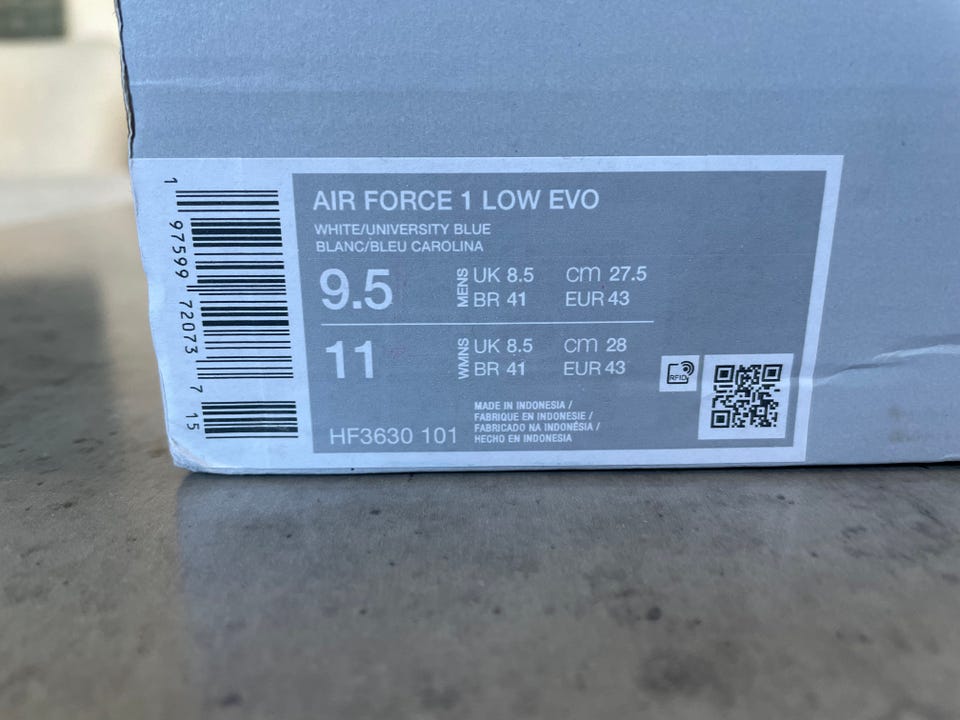 1 97599 72073 7 15
AIR FORCE 1 LOW EVO
WHITE/UNIVERSITY BLUE
BLANC/BLEU CAROLINA
9.5 MENS UK 8.5 cm 27.5
BR 41 EUR 43
11 WMNS UK 8.5 cm 28
BR 41 EUR 43
RFID
MADE IN INDONESIA /
FABRIQUE EN INDONESIE /
FABRICADO NA INDONÉSIA /
HECHO EN INDONESIA
HF3630 101